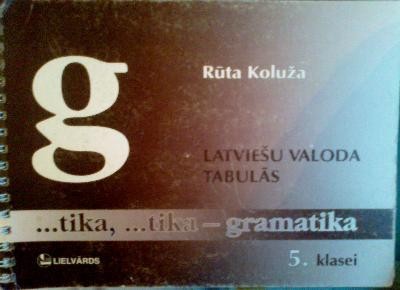 g
Rūta Koluža
LATVIEŠU VALODA
TABULĀS
...tika, ...tika – gramatika
5. klasei
LIELVĀRDS